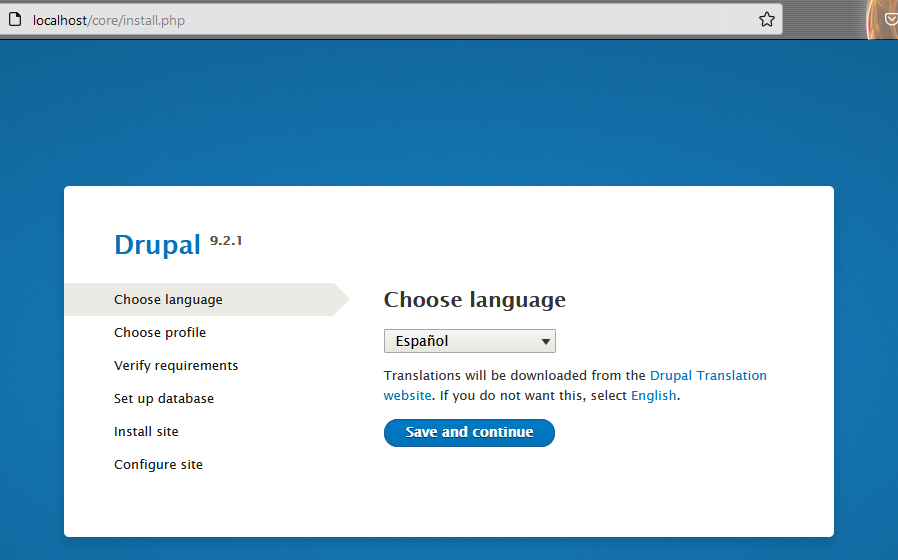 localhost/core/install.php
Drupal 9.2.1
Choose language
Choose profile
Verify requirements
Set up database
Install site
Configure site
Choose language
Español
Translations will be downloaded from the Drupal Translation
website. If you do not want this, select English.
Save and continue